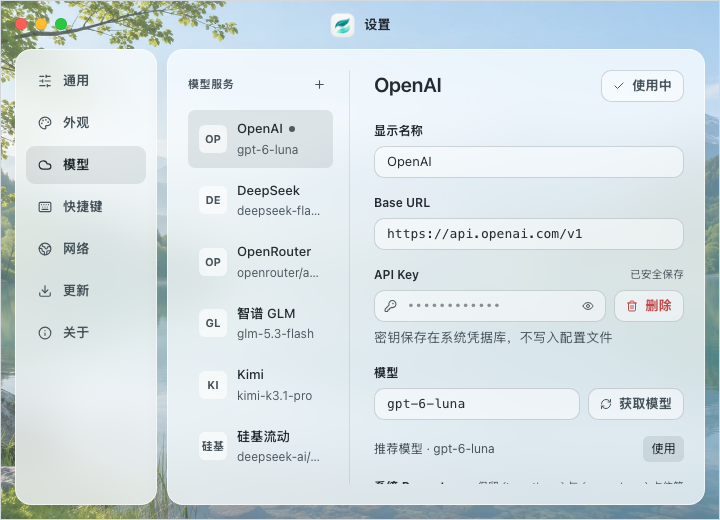 设置
通用
外观
模型
快捷键
网络
更新
关于
模型服务
OP
OpenAI
gpt-6-luna
DE
DeepSeek
deepseek-fla...
OP
OpenRouter
openrouter/a...
GL
智谱 GLM
glm-5.3-flash
KI
Kimi
kimi-k3.1-pro
硅基
硅基流动
deepseek-ai/...
OpenAI
使用中
显示名称
OpenAI
Base URL
https://api.openai.com/v1
API Key
已安全保存
删除
密钥保存在系统凭据库，不写入配置文件
模型
gpt-6-luna
获取模型
推荐模型 · gpt-6-luna
使用